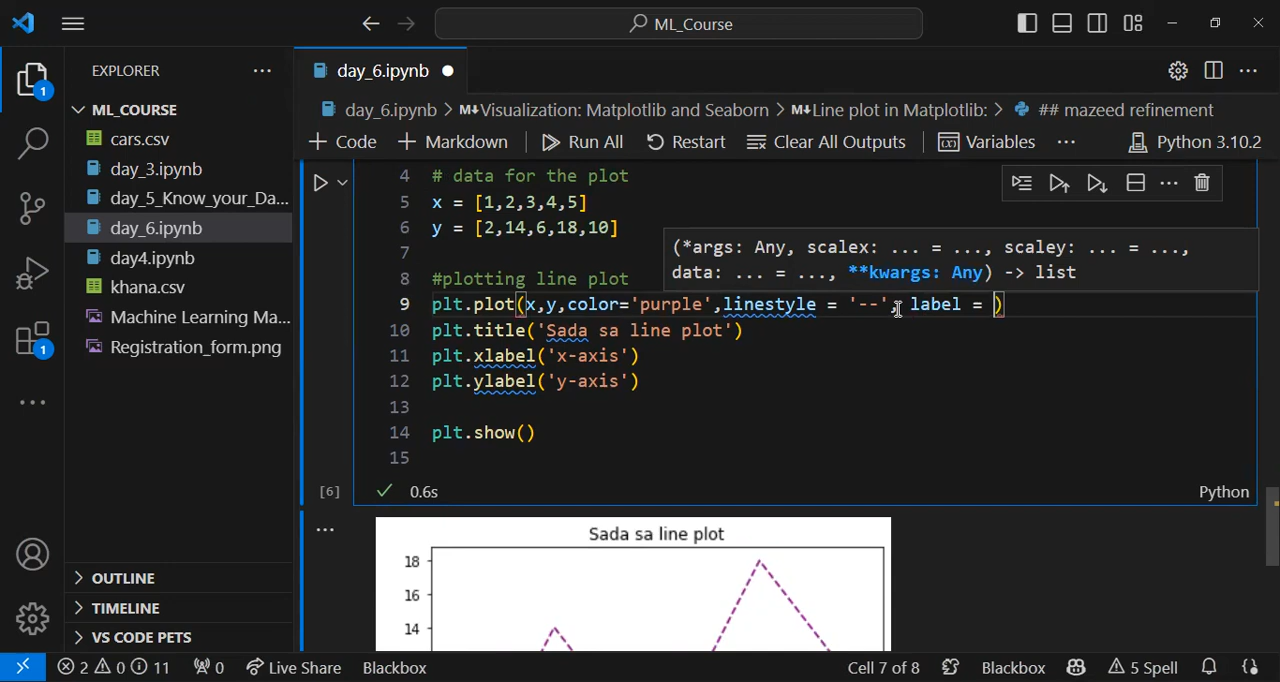 ML_Course
EXPLORER
day_6.ipynb
ML_COURSE
cars.csv
day_3.ipynb
day_5_Know_your_Da...
day_6.ipynb
day4.ipynb
khana.csv
Machine Learning Ma...
Registration_form.png
OUTLINE
TIMELINE
VS CODE PETS
1
1
day_6.ipynb > M↓Visualization: Matplotlib and Seaborn > M↓Line plot in Matplotlib: > ## mazeed refinement
Code Markdown Run All Restart Clear All Outputs Variables ... Python 3.10.2
4 # data for the plot
5 x = [1,2,3,4,5]
6 y = [2,14,6,18,10]
7
(*args: Any, scalex: ... = ..., scaley: ... = ...,
data: ... = ..., **kwargs: Any) -> list
8 #plotting line plot
9 plt.plot(x,y,color='purple',linestyle = '--', label = )
10 plt.title('Sada sa line plot')
11 plt.xlabel('x-axis')
12 plt.ylabel('y-axis')
13
14 plt.show()
15
[6] 0.6s Python
Sada sa line plot
18
16
14
2 0 11 0 Live Share Blackbox Cell 7 of 8 Blackbox 5 Spell